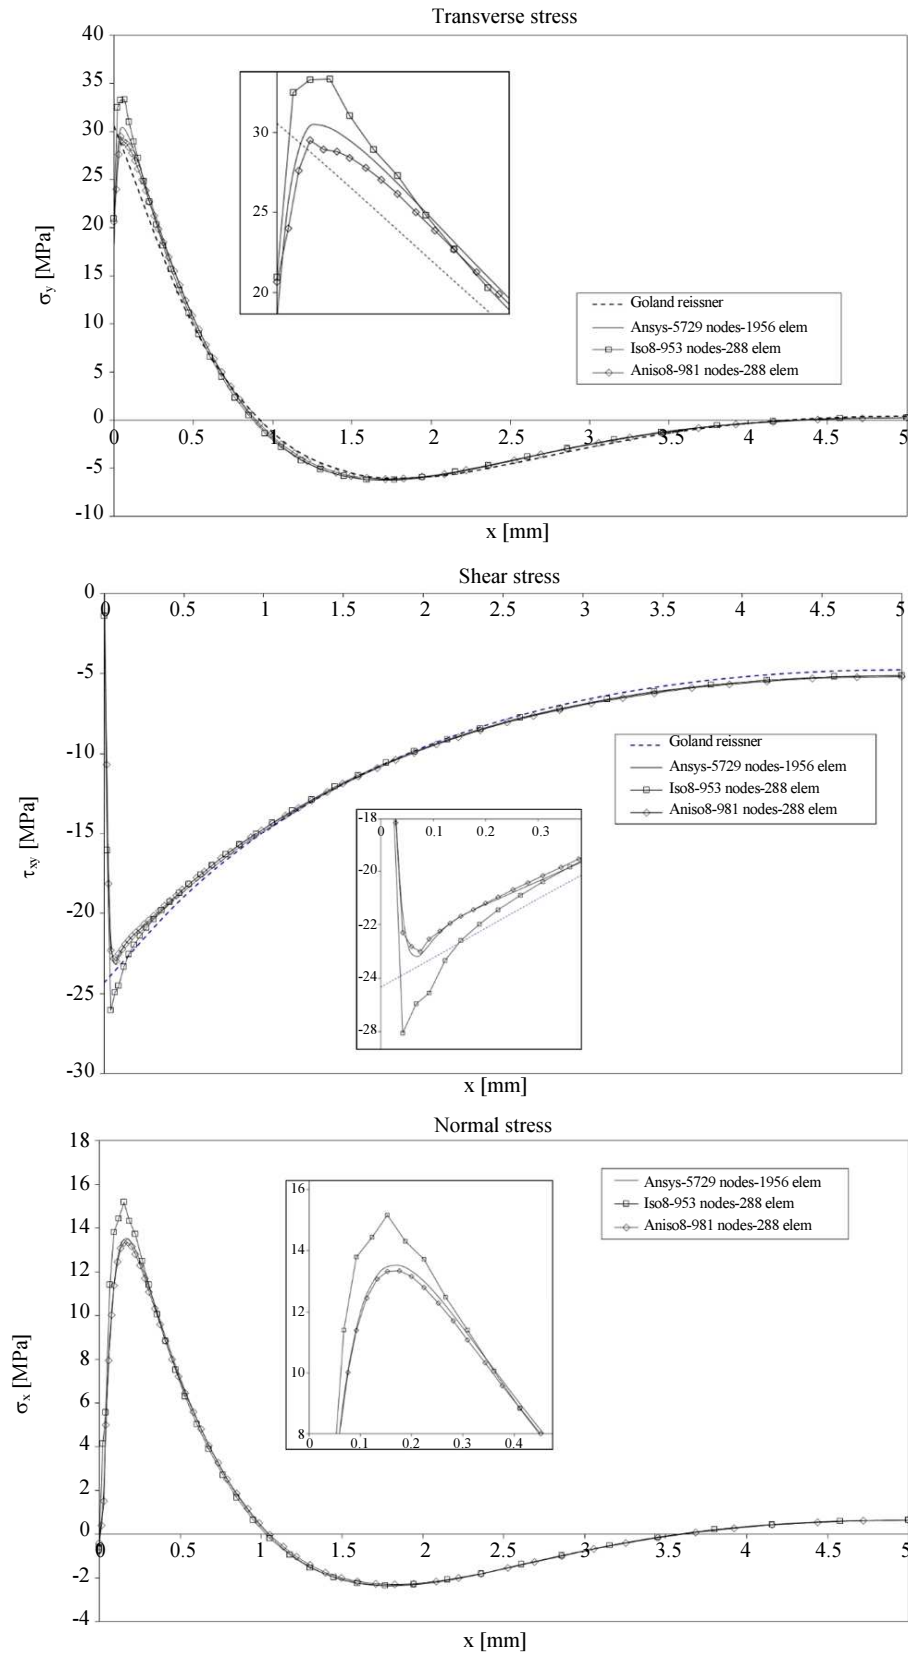 Transverse stress
40
35
30
25
20
15
10
5
0
-5
-10
σy [MPa]
30
25
20
Goland reissner
Ansys-5729 nodes-1956 elem
Iso8-953 nodes-288 elem
Aniso8-981 nodes-288 elem
0 0.5 1 1.5 2 2.5 3 3.5 4 4.5 5
x [mm]
Shear stress
0
-5
-10
-15
-20
-25
-30
0 0.5 1 1.5 2 2.5 3 3.5 4 4.5 5
τxy [MPa]
Goland reissner
Ansys-5729 nodes-1956 elem
Iso8-953 nodes-288 elem
Aniso8-981 nodes-288 elem
-18
-20
-22
-24
-26
-28
0 0.1 0.2 0.3
x [mm]
Normal stress
18
16
14
12
10
8
6
4
2
0
-2
-4
σx [MPa]
16
14
12
10
8
0 0.1 0.2 0.3 0.4
Ansys-5729 nodes-1956 elem
Iso8-953 nodes-288 elem
Aniso8-981 nodes-288 elem
0 0.5 1 1.5 2 2.5 3 3.5 4 4.5 5
x [mm]